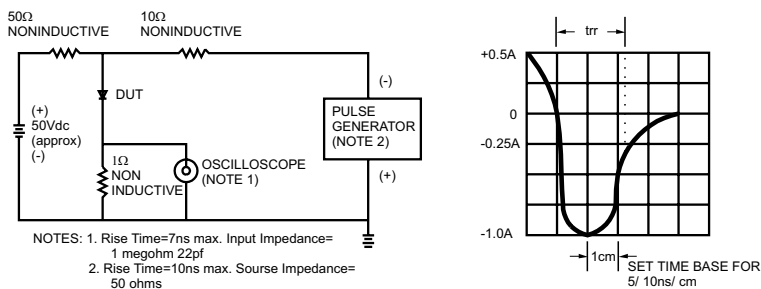 50Ω
NONINDUCTIVE
10Ω
NONINDUCTIVE
DUT
(+)
50Vdc
(approx)
(-)
1Ω
NON
INDUCTIVE
OSCILLOSCOPE
(NOTE 1)
(-)
PULSE
GENERATOR
(NOTE 2)
(+)
NOTES: 1. Rise Time=7ns max. Input Impedance=
1 megohm 22pf
2. Rise Time=10ns max. Sourse Impedance=
50 ohms
trr
+0.5A
0
-0.25A
-1.0A
1cm
SET TIME BASE FOR
5/ 10ns/ cm